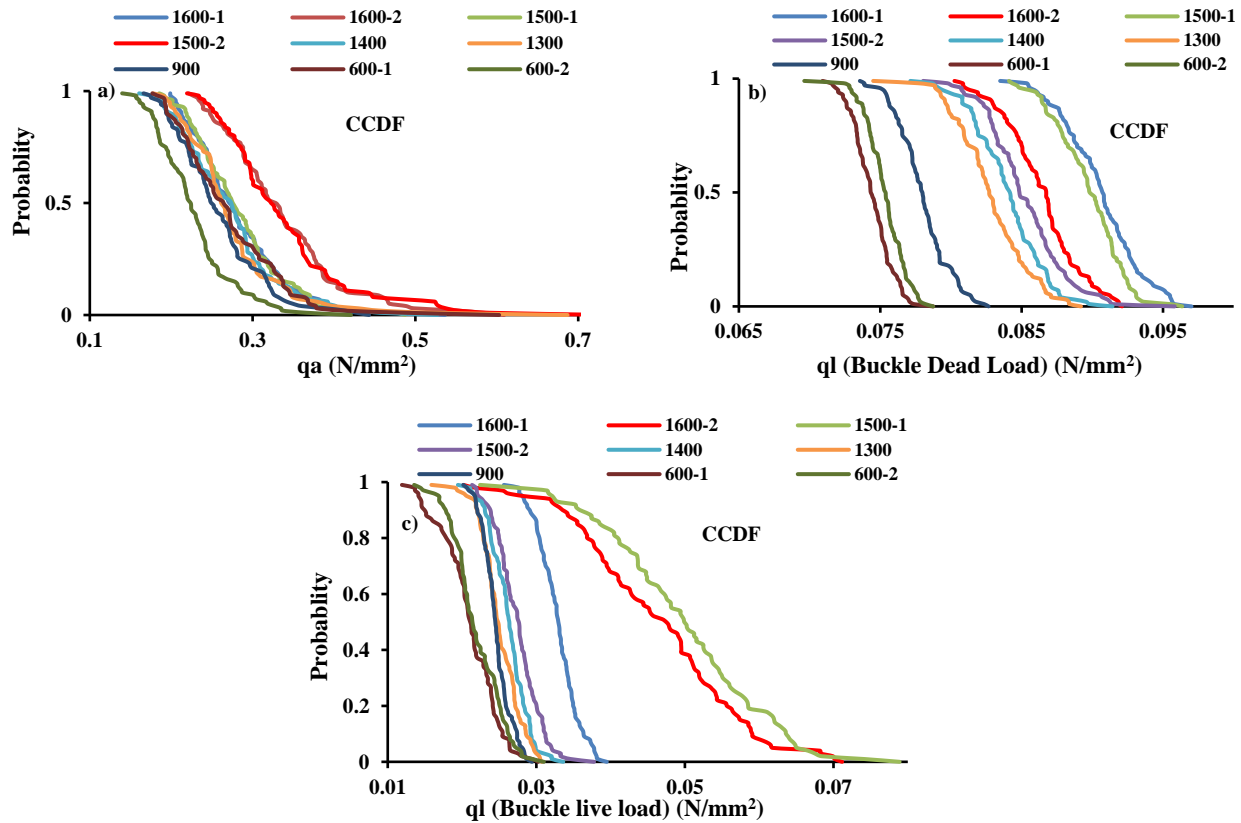 1600-1 1600-2 1500-1
1500-2 1400 1300
900 600-1 600-2
1
a)
CCDF
0.5
0
Probablity
0.1 0.3 0.5 0.7
qa (N/mm²)
1600-1 1600-2 1500-1
1500-2 1400 1300
900 600-1 600-2
1
b)
CCDF
0.5
0
Probablity
0.065 0.075 0.085 0.095
ql (Buckle Dead Load) (N/mm²)
1600-1 1600-2 1500-1
1500-2 1400 1300
900 600-1 600-2
1
c)
CCDF
0.8
0.6
0.4
0.2
0
Probablity
0.01 0.03 0.05 0.07
ql (Buckle live load) (N/mm²)